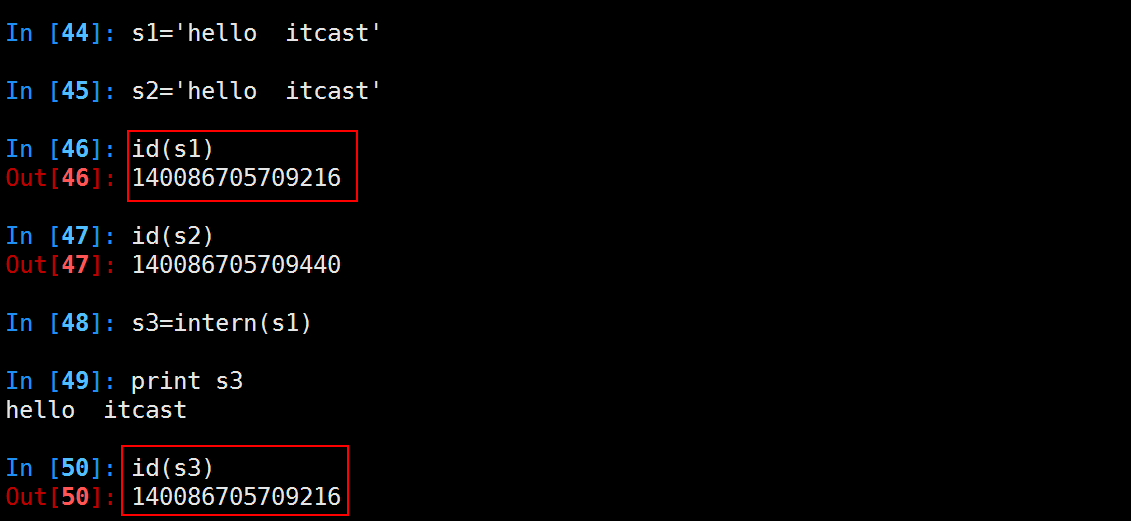 In [44]: s1='hello  itcast'
In [45]: s2='hello  itcast'
In [46]: id(s1)
Out[46]: 140086705709216
In [47]: id(s2)
Out[47]: 140086705709440
In [48]: s3=intern(s1)
In [49]: print s3
hello  itcast
In [50]: id(s3)
Out[50]: 140086705709216